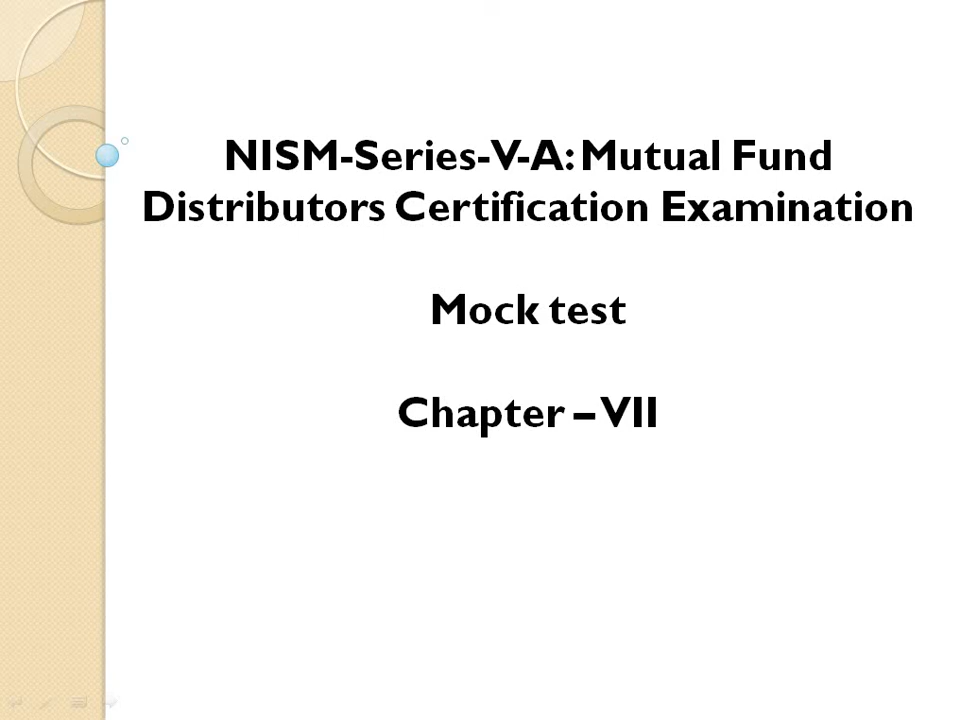 NISM-Series-V-A: Mutual Fund
Distributors Certification Examination
Mock test
Chapter – VII